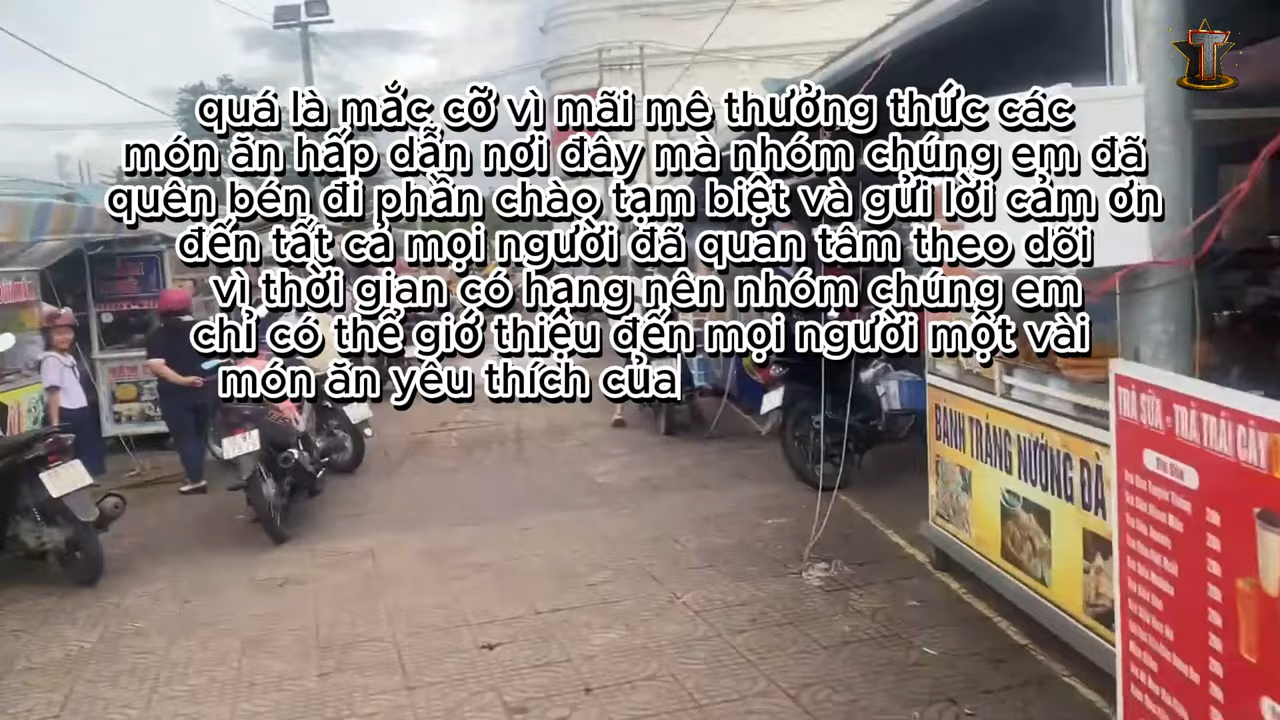 quá là mắc cỡ vì mãi mê thưởng thức các
món ăn hấp dẫn nơi đây mà nhóm chúng em đã
quên bén đi phần chào tạm biệt và gửi lời cảm ơn
đến tất cả mọi người đã quan tâm theo dõi
vì thời gian có hạng nên nhóm chúng em
chỉ có thể giớ thiệu đến mọi người một vài
món ăn yêu thích của
BÁNH TRÁNG NƯỚNG ĐÀ
TRÀ SỮA - TRÀ TRÁI CÂY
T